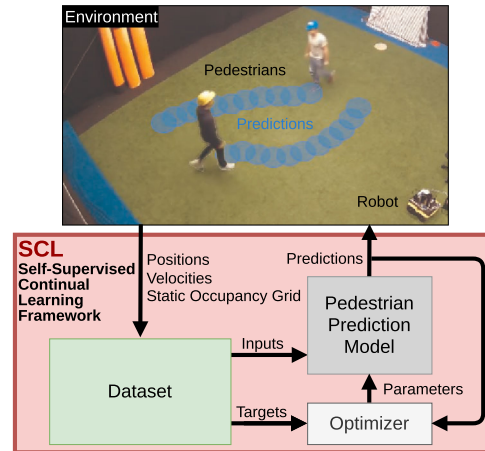 Environment
Pedestrians
Predictions
Robot
SCL
Self-Supervised
Continual
Learning
Framework
Positions
Velocities
Static Occupancy Grid
Predictions
Pedestrian
Prediction
Model
Inputs
Dataset
Parameters
Targets
Optimizer